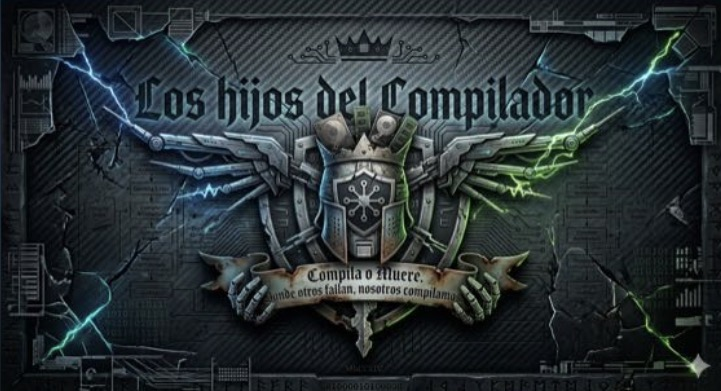 Los hijos del Compilador
Compila o Muere,
donde otros fallan, nosotros compilamos